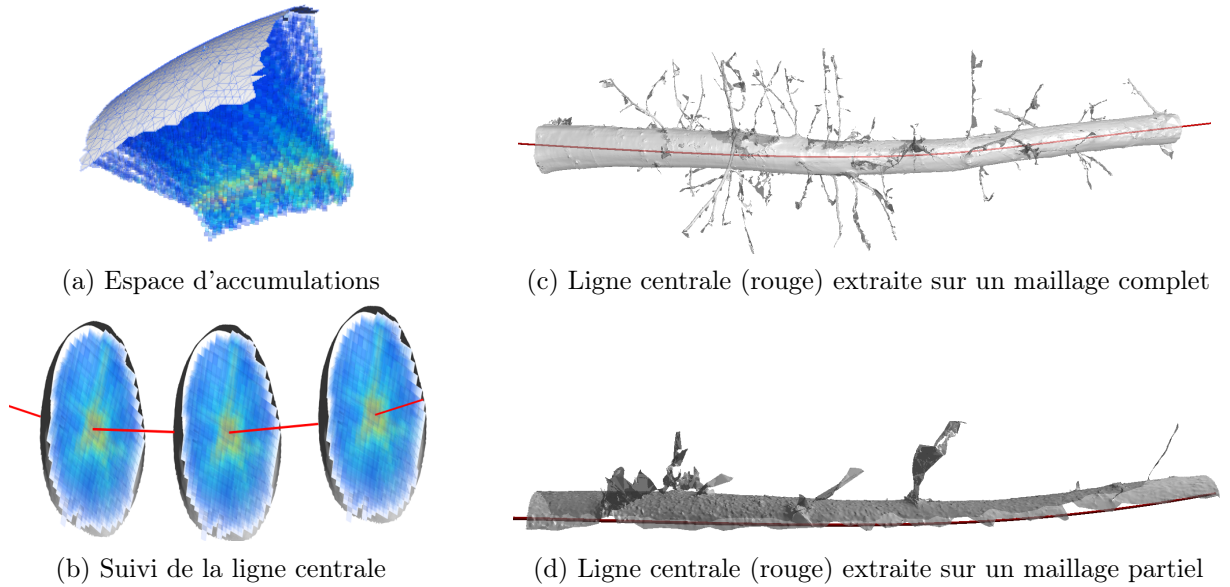 (a) Espace d'accumulations
(c) Ligne centrale (rouge) extraite sur un maillage complet
(b) Suivi de la ligne centrale
(d) Ligne centrale (rouge) extraite sur un maillage partiel